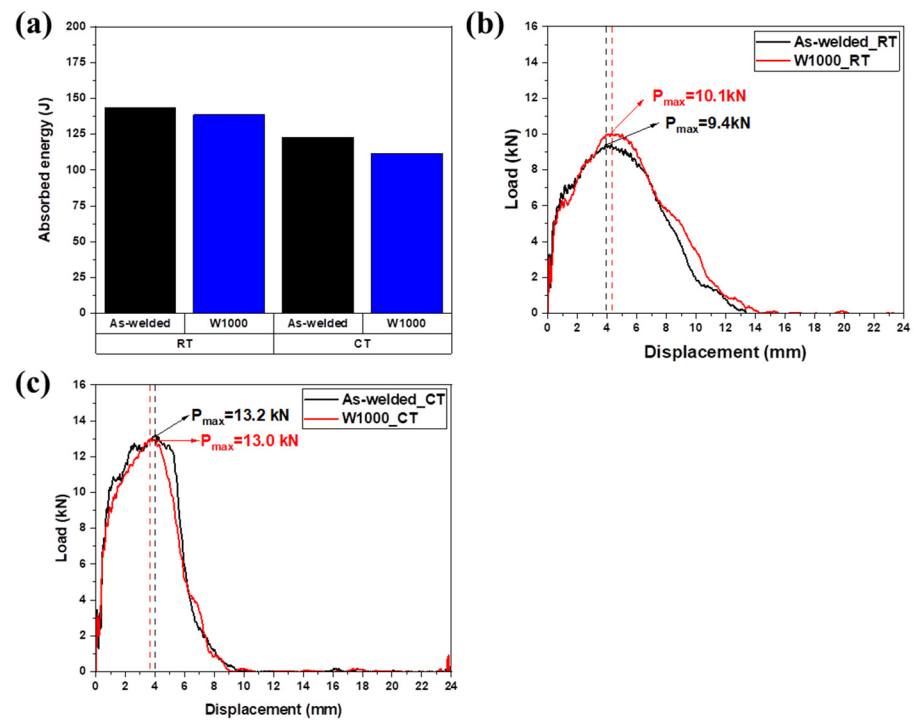 (a)
200
175
150
125
100
75
50
25
0
Absorbed energy (J)
As-welded W1000 As-welded W1000
RT CT
(b)
16
14
12
10
8
6
4
2
0
Load (kN)
As-welded_RT
W1000_RT
Pmax=10.1kN
Pmax=9.4kN
0 2 4 6 8 10 12 14 16 18 20 22 24
Displacement (mm)
(c)
16
14
12
10
8
6
4
2
0
Load (kN)
As-welded_CT
W1000_CT
Pmax=13.2 kN
Pmax=13.0 kN
0 2 4 6 8 10 12 14 16 18 20 22 24
Displacement (mm)